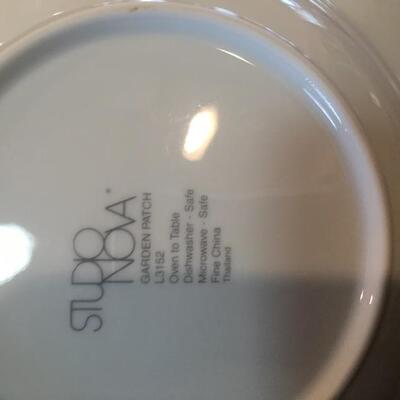 STUDIO
NOVA®
GARDEN PATCH
L3152
Oven to Table
Dishwasher - Safe
Microwave - Safe
Fine China
Thailand